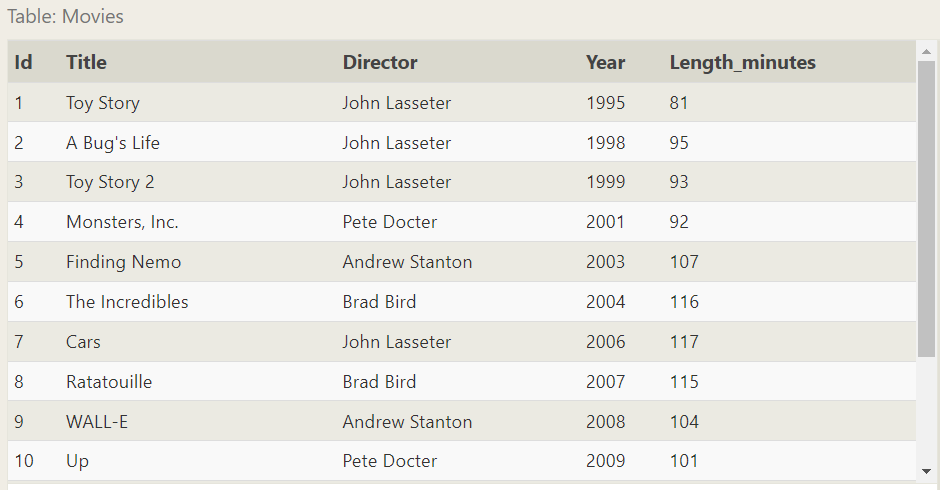 Table: Movies
Id Title Director Year Length_minutes
1 Toy Story John Lasseter 1995 81
2 A Bug's Life John Lasseter 1998 95
3 Toy Story 2 John Lasseter 1999 93
4 Monsters, Inc. Pete Docter 2001 92
5 Finding Nemo Andrew Stanton 2003 107
6 The Incredibles Brad Bird 2004 116
7 Cars John Lasseter 2006 117
8 Ratatouille Brad Bird 2007 115
9 WALL-E Andrew Stanton 2008 104
10 Up Pete Docter 2009 101